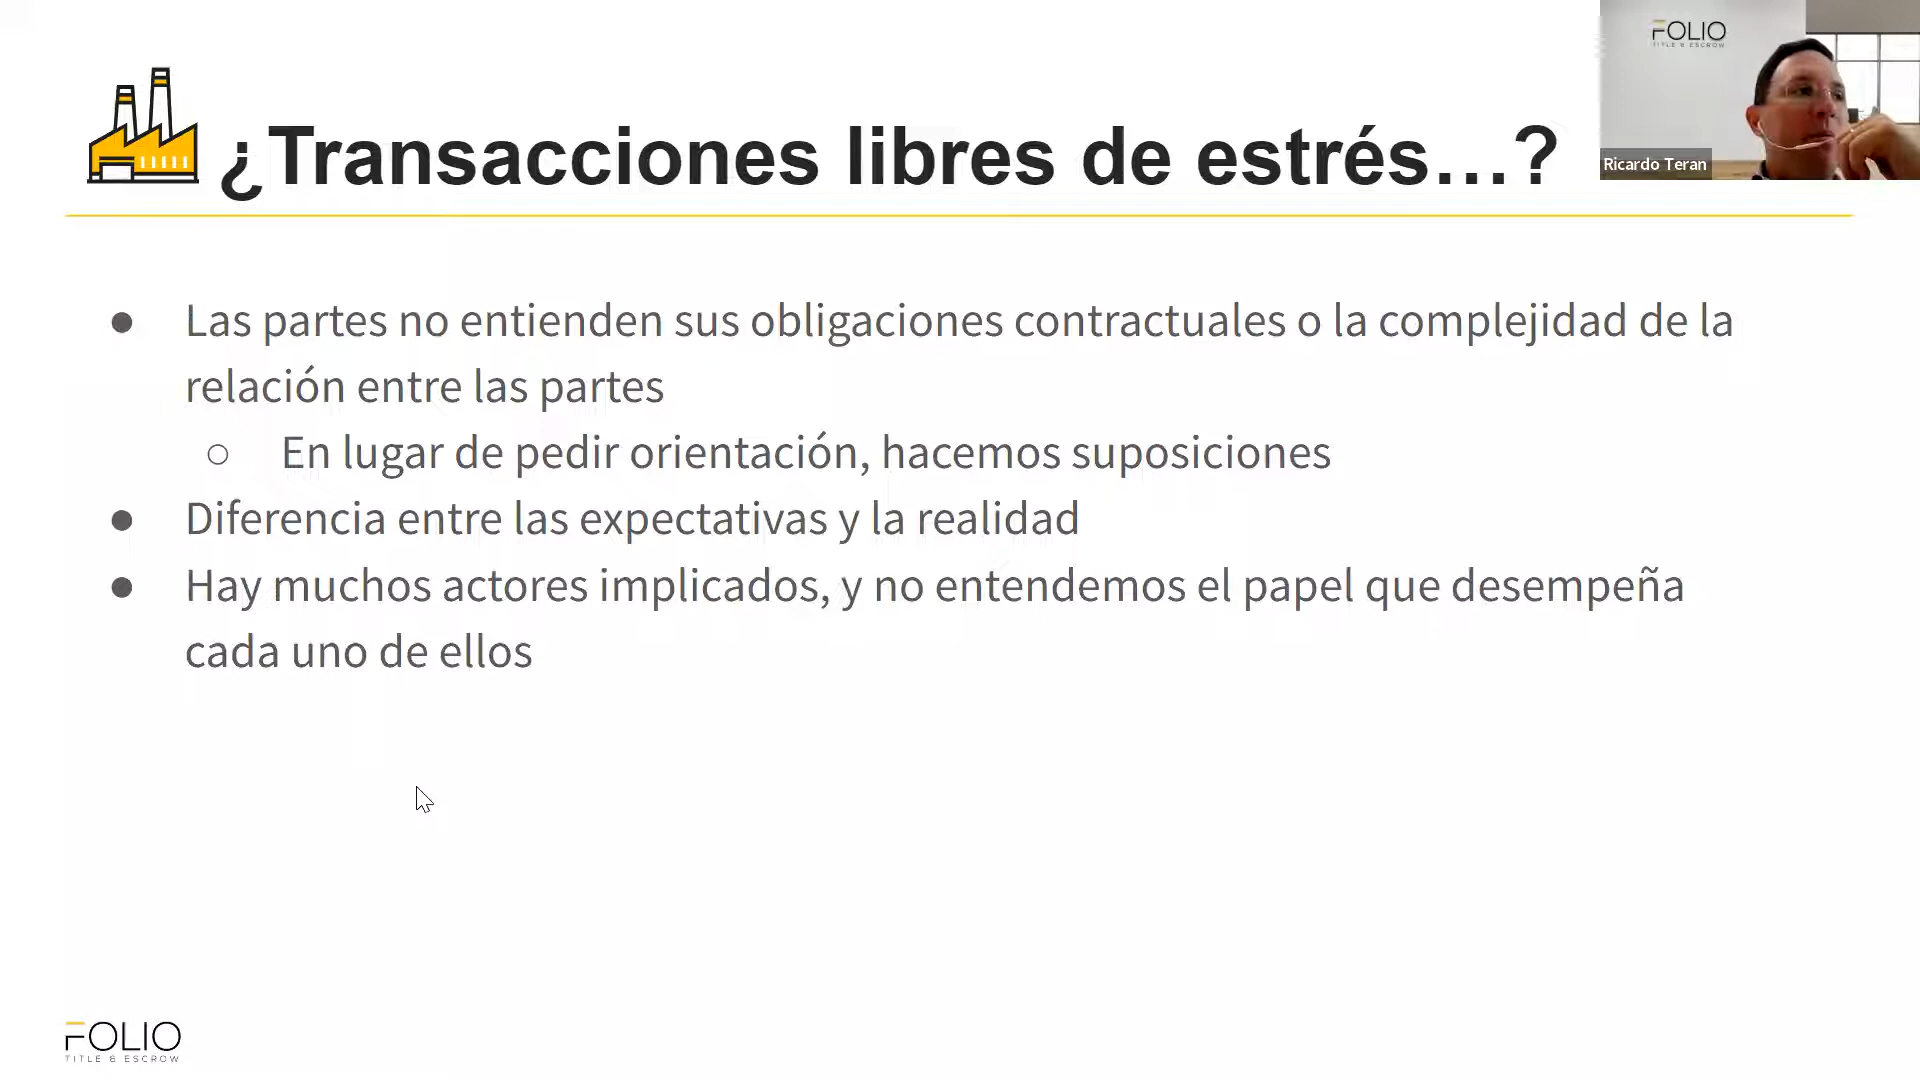 FOLIO
TITLE & ESCROW
¿Transacciones libres de estrés...?
Ricardo Teran
● Las partes no entienden sus obligaciones contractuales o la complejidad de la
relación entre las partes
○ En lugar de pedir orientación, hacemos suposiciones
● Diferencia entre las expectativas y la realidad
● Hay muchos actores implicados, y no entendemos el papel que desempeña
cada uno de ellos
FOLIO
TITLE & ESCROW